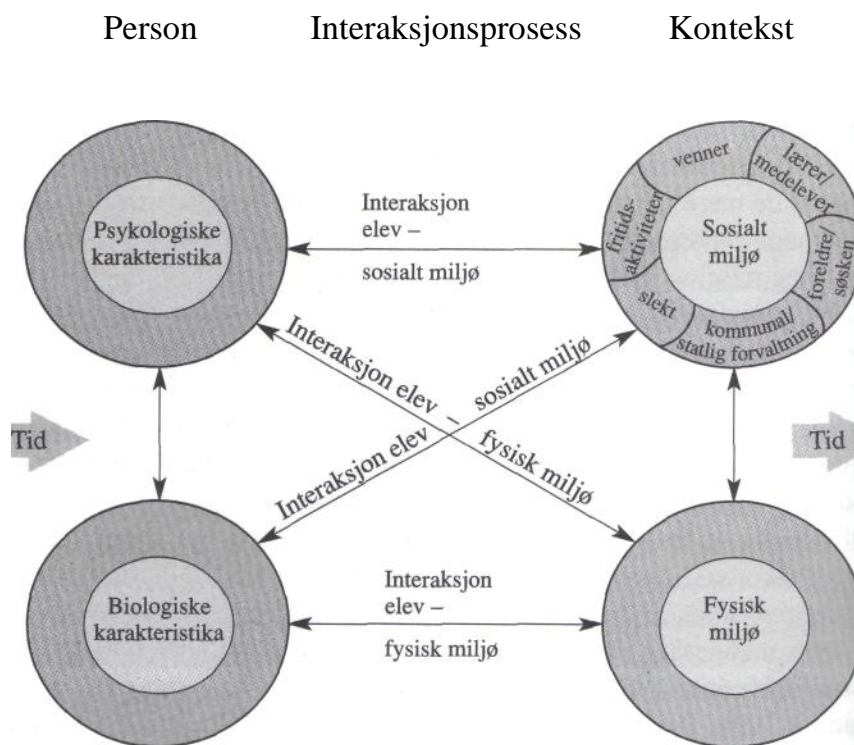 Person Interaksjonsprosess Kontekst
Psykologiske
karakteristika
Interaksjon
elev –
sosialt miljø
venner
lærer/
medelever
fritids-
aktiviteter
Sosialt
miljø
foreldre/
søsken
slekt
kommunal/
statlig forvaltning
Interaksjon elev – fysisk miljø
Interaksjon elev sosialt miljø
Tid
Tid
Biologiske
karakteristika
Interaksjon
elev –
fysisk miljø
Fysisk
miljø